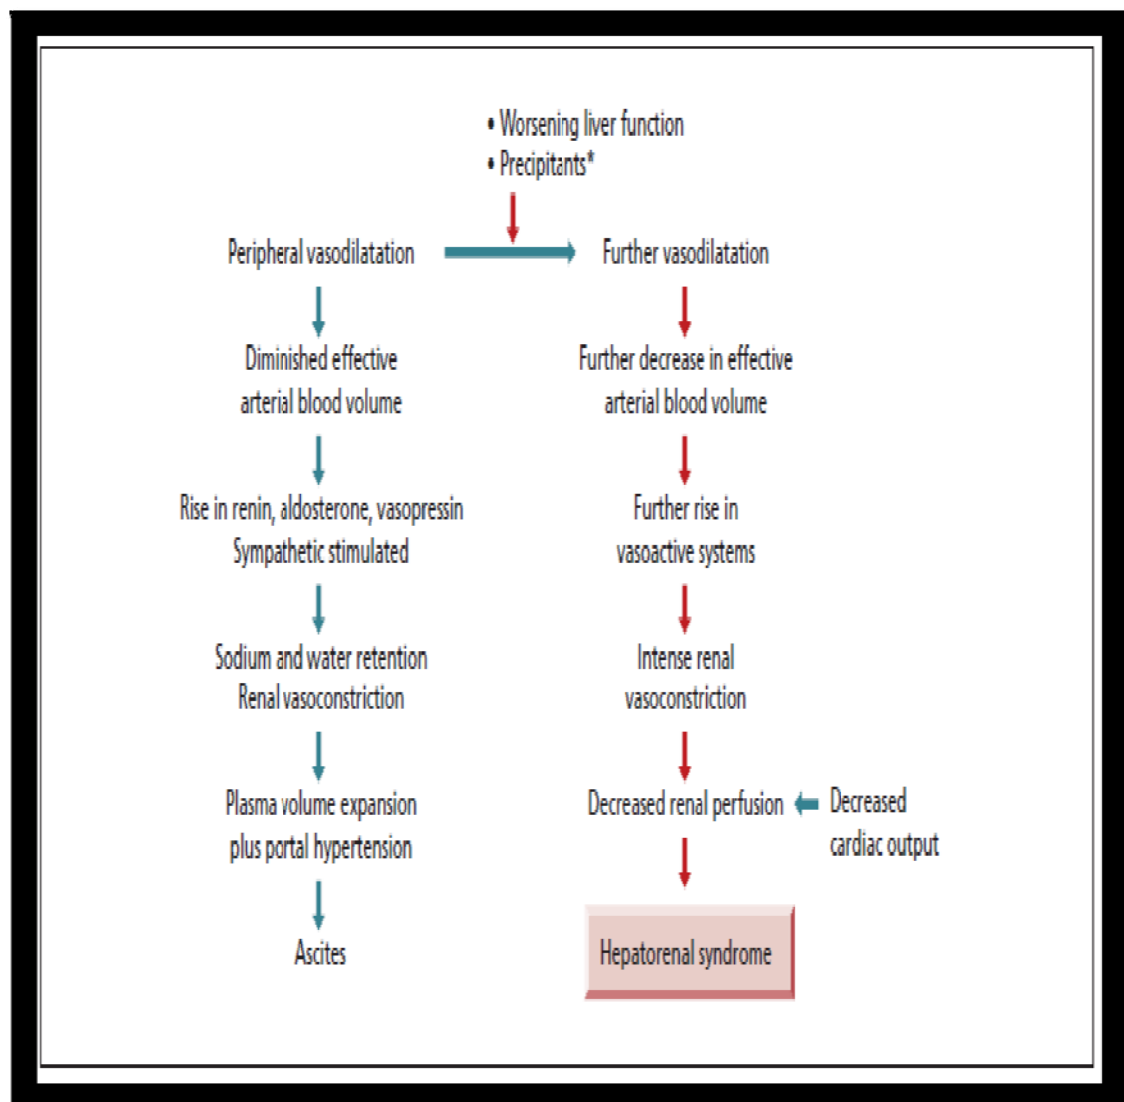 • Worsening liver function
• Precipitants*
Peripheral vasodilatation
Further vasodilatation
Diminished effective
arterial blood volume
Further decrease in effective
arterial blood volume
Rise in renin, aldosterone, vasopressin
Sympathetic stimulated
Further rise in
vasoactive systems
Sodium and water retention
Renal vasoconstriction
Intense renal
vasoconstriction
Plasma volume expansion
plus portal hypertension
Decreased renal perfusion
Decreased
cardiac output
Ascites
Hepatorenal syndrome